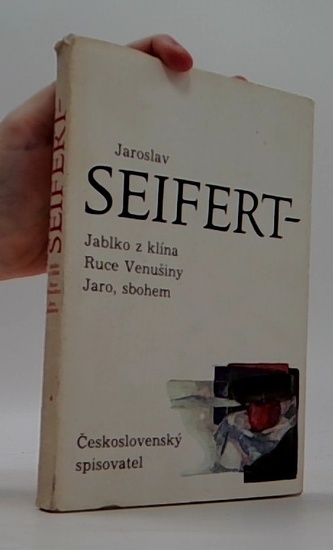 Jaroslav
SEIFERT-
Jablko z klína
Ruce Venušiny
Jaro, sbohem
Československý
spisovatel
SEIFERT-